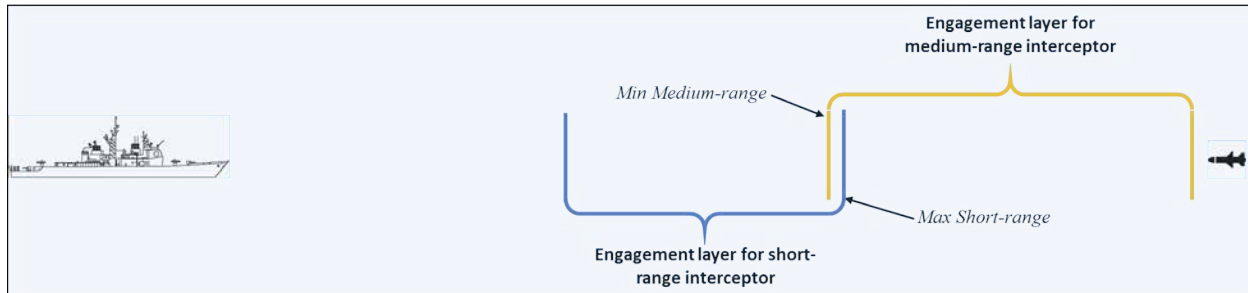 Engagement layer for
medium-range interceptor
Min Medium-range
Max Short-range
Engagement layer for short-
range interceptor